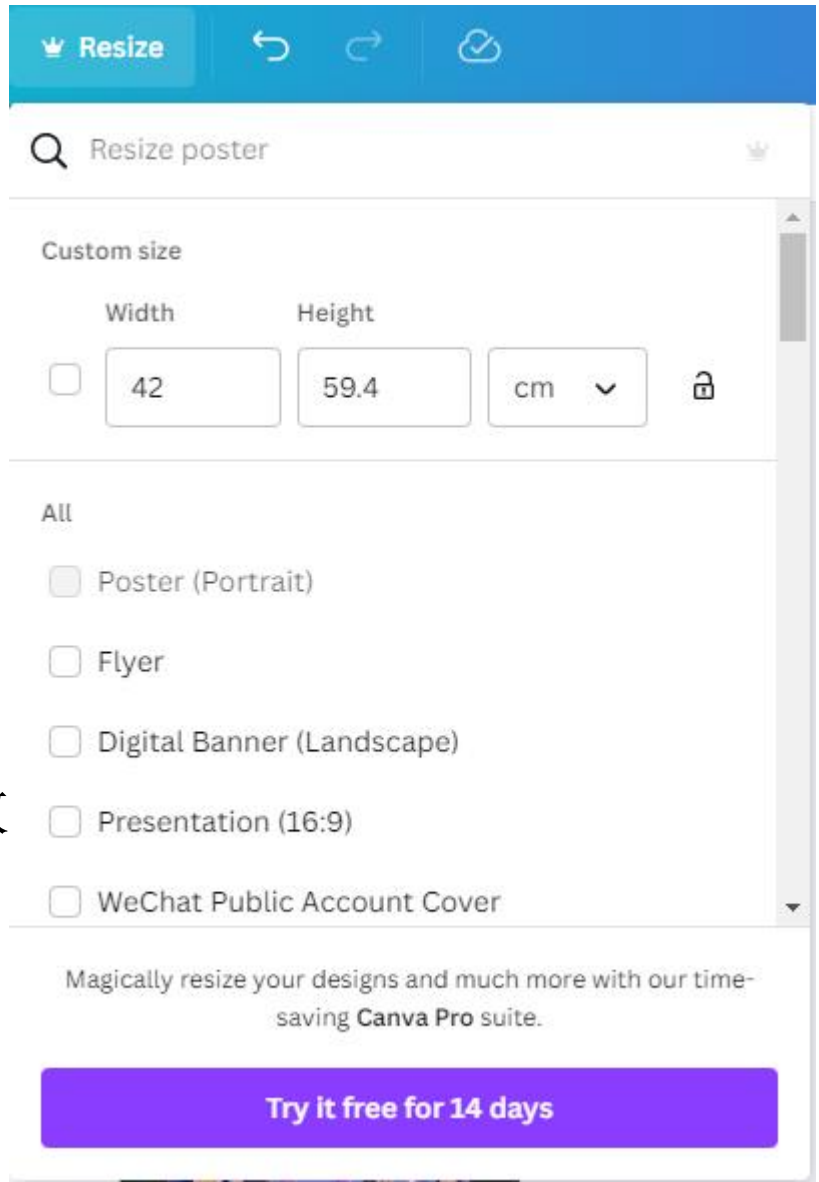 Resize
Resize poster
Custom size
Width Height
42 59.4 cm
All
Poster (Portrait)
Flyer
Digital Banner (Landscape)
Presentation (16:9)
WeChat Public Account Cover
Magically resize your designs and much more with our time-
saving Canva Pro suite.
Try it free for 14 days